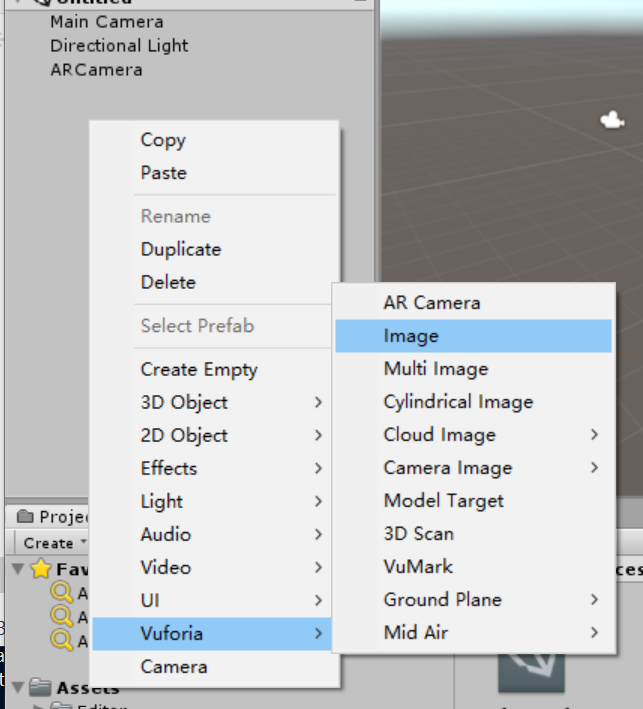 Untitled
Main Camera
Directional Light
ARCamera
Copy
Paste
Rename
Duplicate
Delete
Select Prefab
Create Empty
3D Object
2D Object
Effects
Light
Audio
Video
UI
Vuforia
Camera
AR Camera
Image
Multi Image
Cylindrical Image
Cloud Image
Camera Image
Model Target
3D Scan
VuMark
Ground Plane
Mid Air
Projec
Create
Fav
A
A
A
ces
Assets
Editor